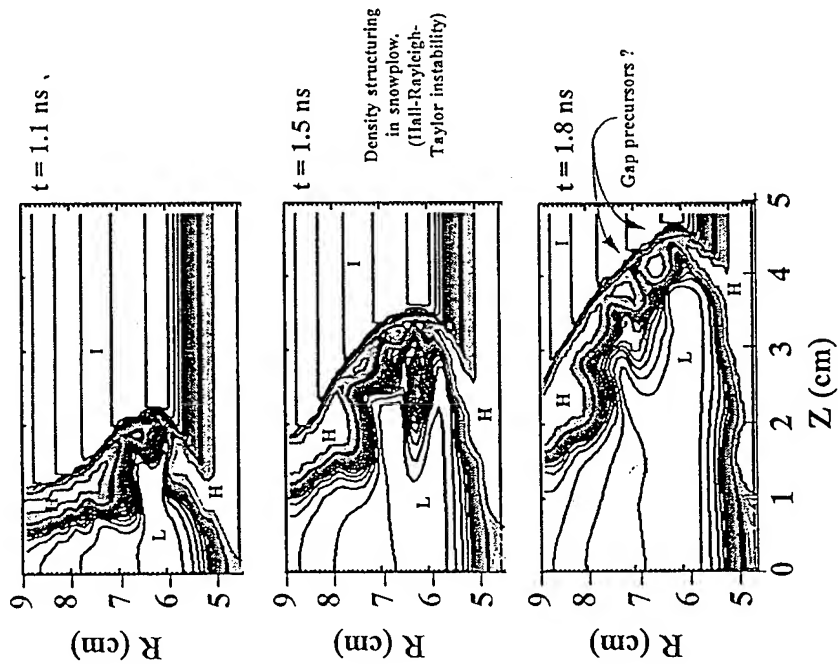 t = 1.1 ns
9
8
7
6
5
R (cm)
I
L
H
t = 1.5 ns
Density structuring
in snowplow.
(Hall-Rayleigh-
Taylor instability)
9
8
7
6
5
R (cm)
I
H
L
H
t = 1.8 ns
Gap precursors ?
9
8
7
6
5
R (cm)
I
H
L
H
0
1
2
3
4
5
Z (cm)